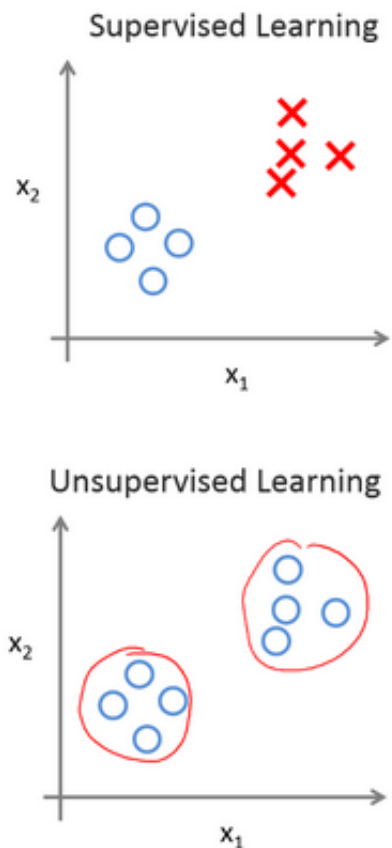 Supervised Learning
x₂
x₁
Unsupervised Learning
x₂
x₁